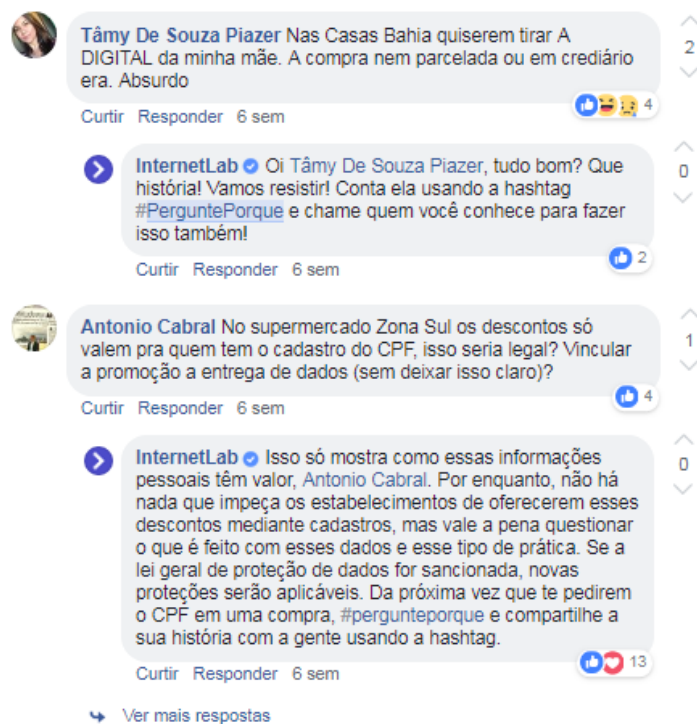 Tâmy De Souza Piazer Nas Casas Bahia quiserem tirar A
DIGITAL da minha mãe. A compra nem parcelada ou em crediário
era. Absurdo
4
2
Curtir Responder 6 sem
InternetLab Oi Tâmy De Souza Piazer, tudo bom? Que
história! Vamos resistir! Conta ela usando a hashtag
#PerguntePorque e chame quem você conhece para fazer
isso também!
2
0
Curtir Responder 6 sem
Antonio Cabral No supermercado Zona Sul os descontos só
valem pra quem tem o cadastro do CPF, isso seria legal? Vincular
a promoção a entrega de dados (sem deixar isso claro)?
4
1
Curtir Responder 6 sem
InternetLab Isso só mostra como essas informações
pessoais têm valor, Antonio Cabral. Por enquanto, não há
nada que impeça os estabelecimentos de oferecerem esses
descontos mediante cadastros, mas vale a pena questionar
o que é feito com esses dados e esse tipo de prática. Se a
lei geral de proteção de dados for sancionada, novas
proteções serão aplicáveis. Da próxima vez que te pedirem
o CPF em uma compra, #pergunteporque e compartilhe a
sua história com a gente usando a hashtag.
13
0
Curtir Responder 6 sem
Ver mais respostas